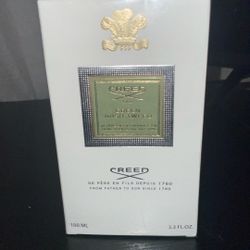 CREED
GREEN
IRISH TWEED
CREED
DE PÈRE EN FILS DEPUIS 1760
FROM FATHER TO SON SINCE 1760
100 ML
3.3 FL.OZ.